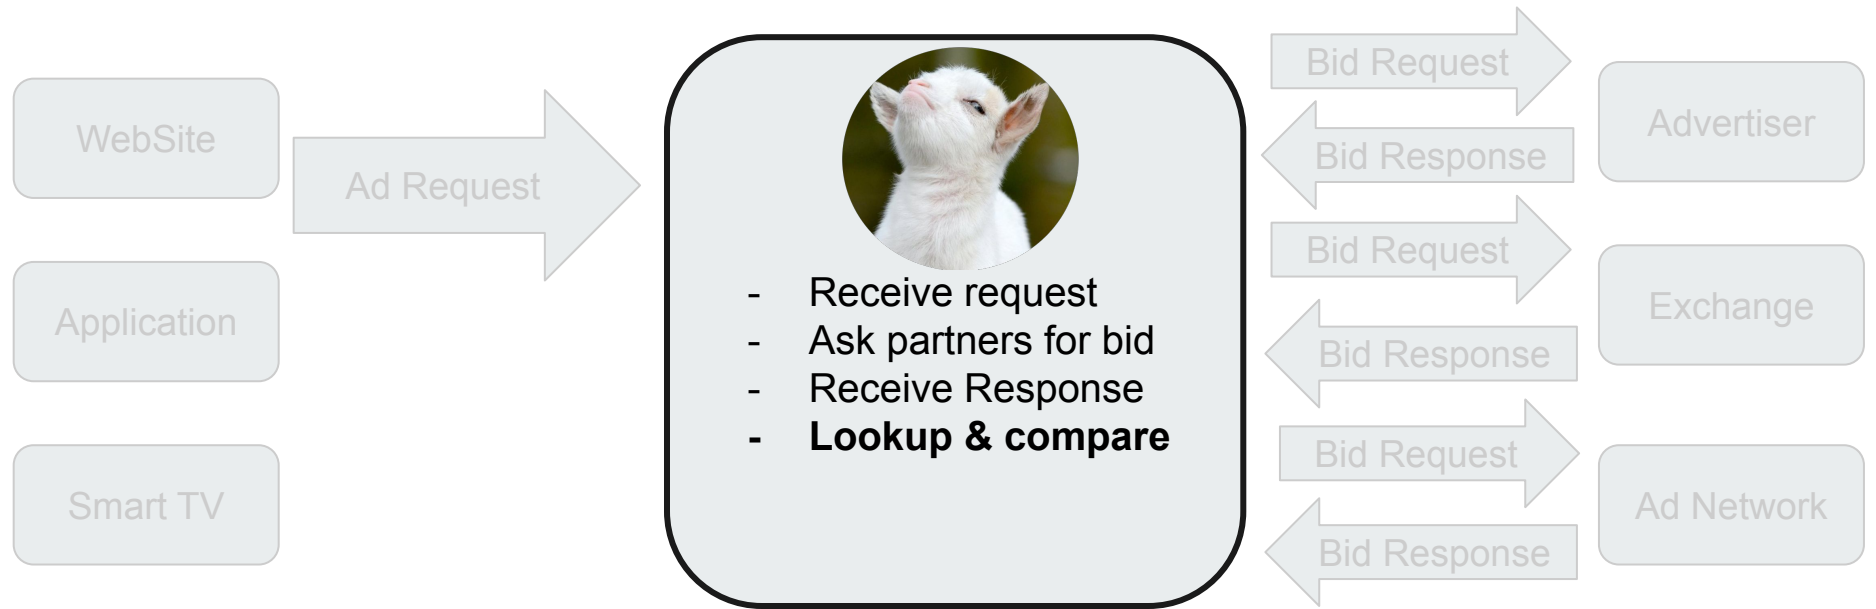 WebSite
Application
Smart TV
Ad Request
- Receive request
- Ask partners for bid
- Receive Response
- Lookup & compare
Bid Request
Bid Response
Bid Request
Bid Response
Bid Request
Bid Response
Advertiser
Exchange
Ad Network